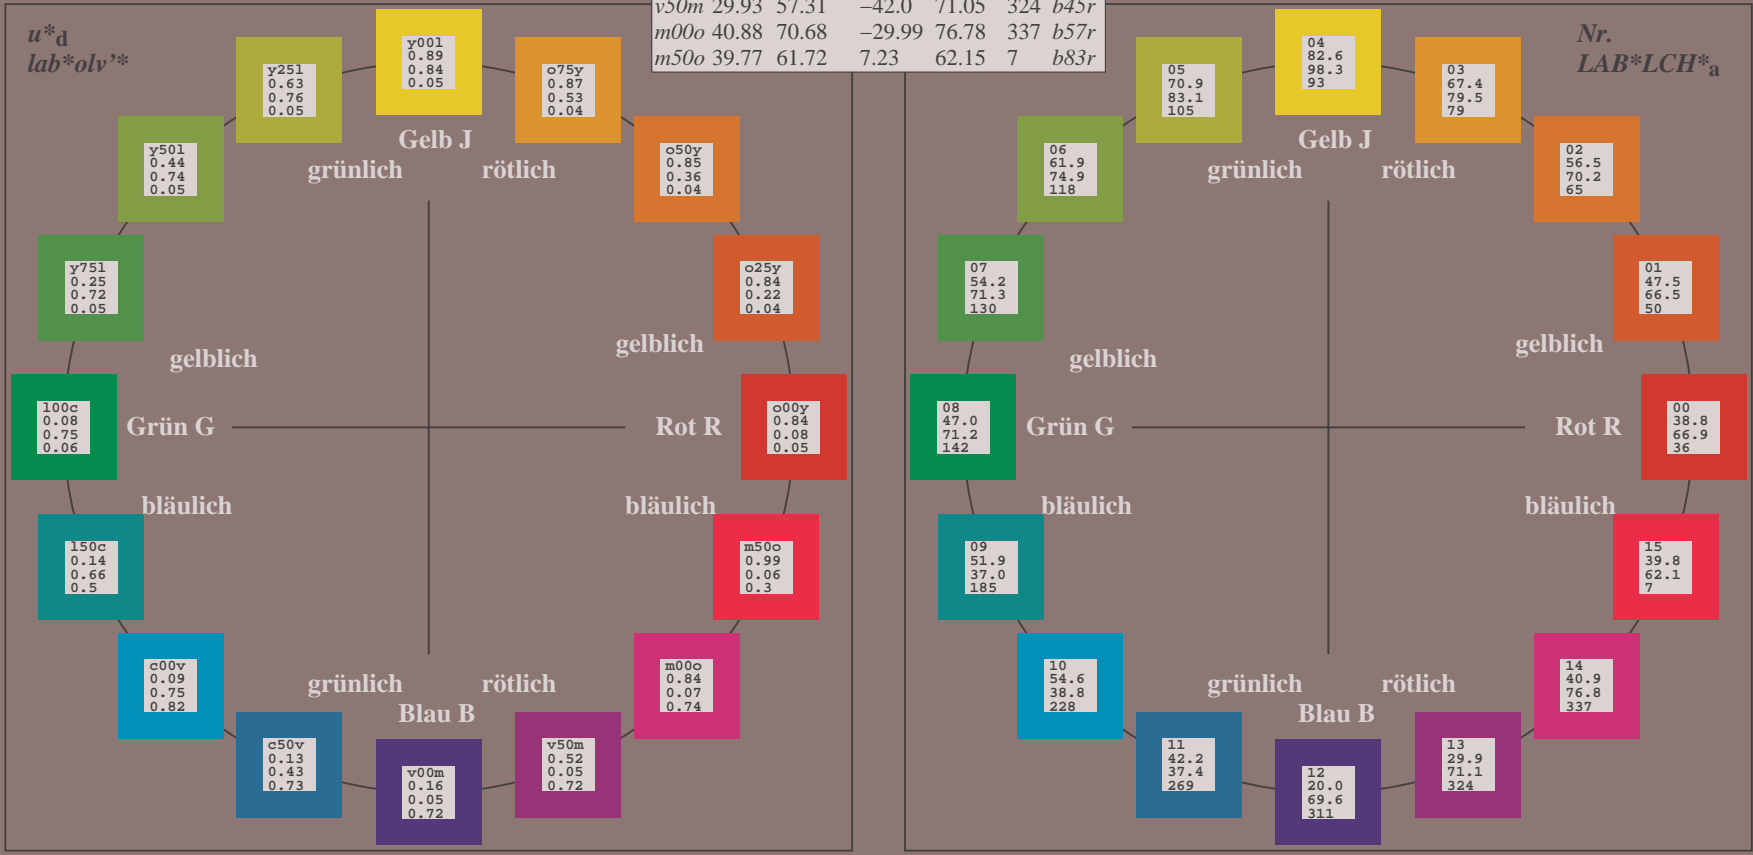 v50m 29.93 57.31 −42.0 71.05 324 b45r
m00o 40.88 70.68 −29.99 76.78 337 b57r
m50o 39.77 61.72 7.23 62.15 7 b83r
u*d
lab*olv'*
y00l
0.89
0.84
0.05
y25l
0.63
0.76
0.05
o75y
0.87
0.53
0.04
Gelb J
grünlich rötlich
y50l
0.44
0.74
0.05
o50y
0.85
0.36
0.04
y75l
0.25
0.72
0.05
o25y
0.84
0.22
0.04
gelblich
gelblich
l00c
0.08
0.75
0.06
Grün G
Rot R
o00y
0.84
0.08
0.05
bläulich
bläulich
l50c
0.14
0.66
0.5
m50o
0.99
0.06
0.3
c00v
0.09
0.75
0.82
m00o
0.84
0.07
0.74
grünlich rötlich
Blau B
c50v
0.13
0.43
0.73
v00m
0.16
0.05
0.72
v50m
0.52
0.05
0.72
Nr.
LAB*LCH*a
04
82.6
98.3
93
05
70.9
83.1
105
03
67.4
79.5
79
Gelb J
grünlich rötlich
06
61.9
74.9
118
02
56.5
70.2
65
07
54.2
71.3
130
01
47.5
66.5
50
gelblich
gelblich
08
47.0
71.2
142
Grün G
Rot R
00
38.8
66.9
36
bläulich
bläulich
09
51.9
37.0
185
15
39.8
62.1
7
10
54.6
38.8
228
14
40.9
76.8
337
grünlich rötlich
Blau B
11
42.2
37.4
269
12
20.0
69.6
311
13
29.9
71.1
324